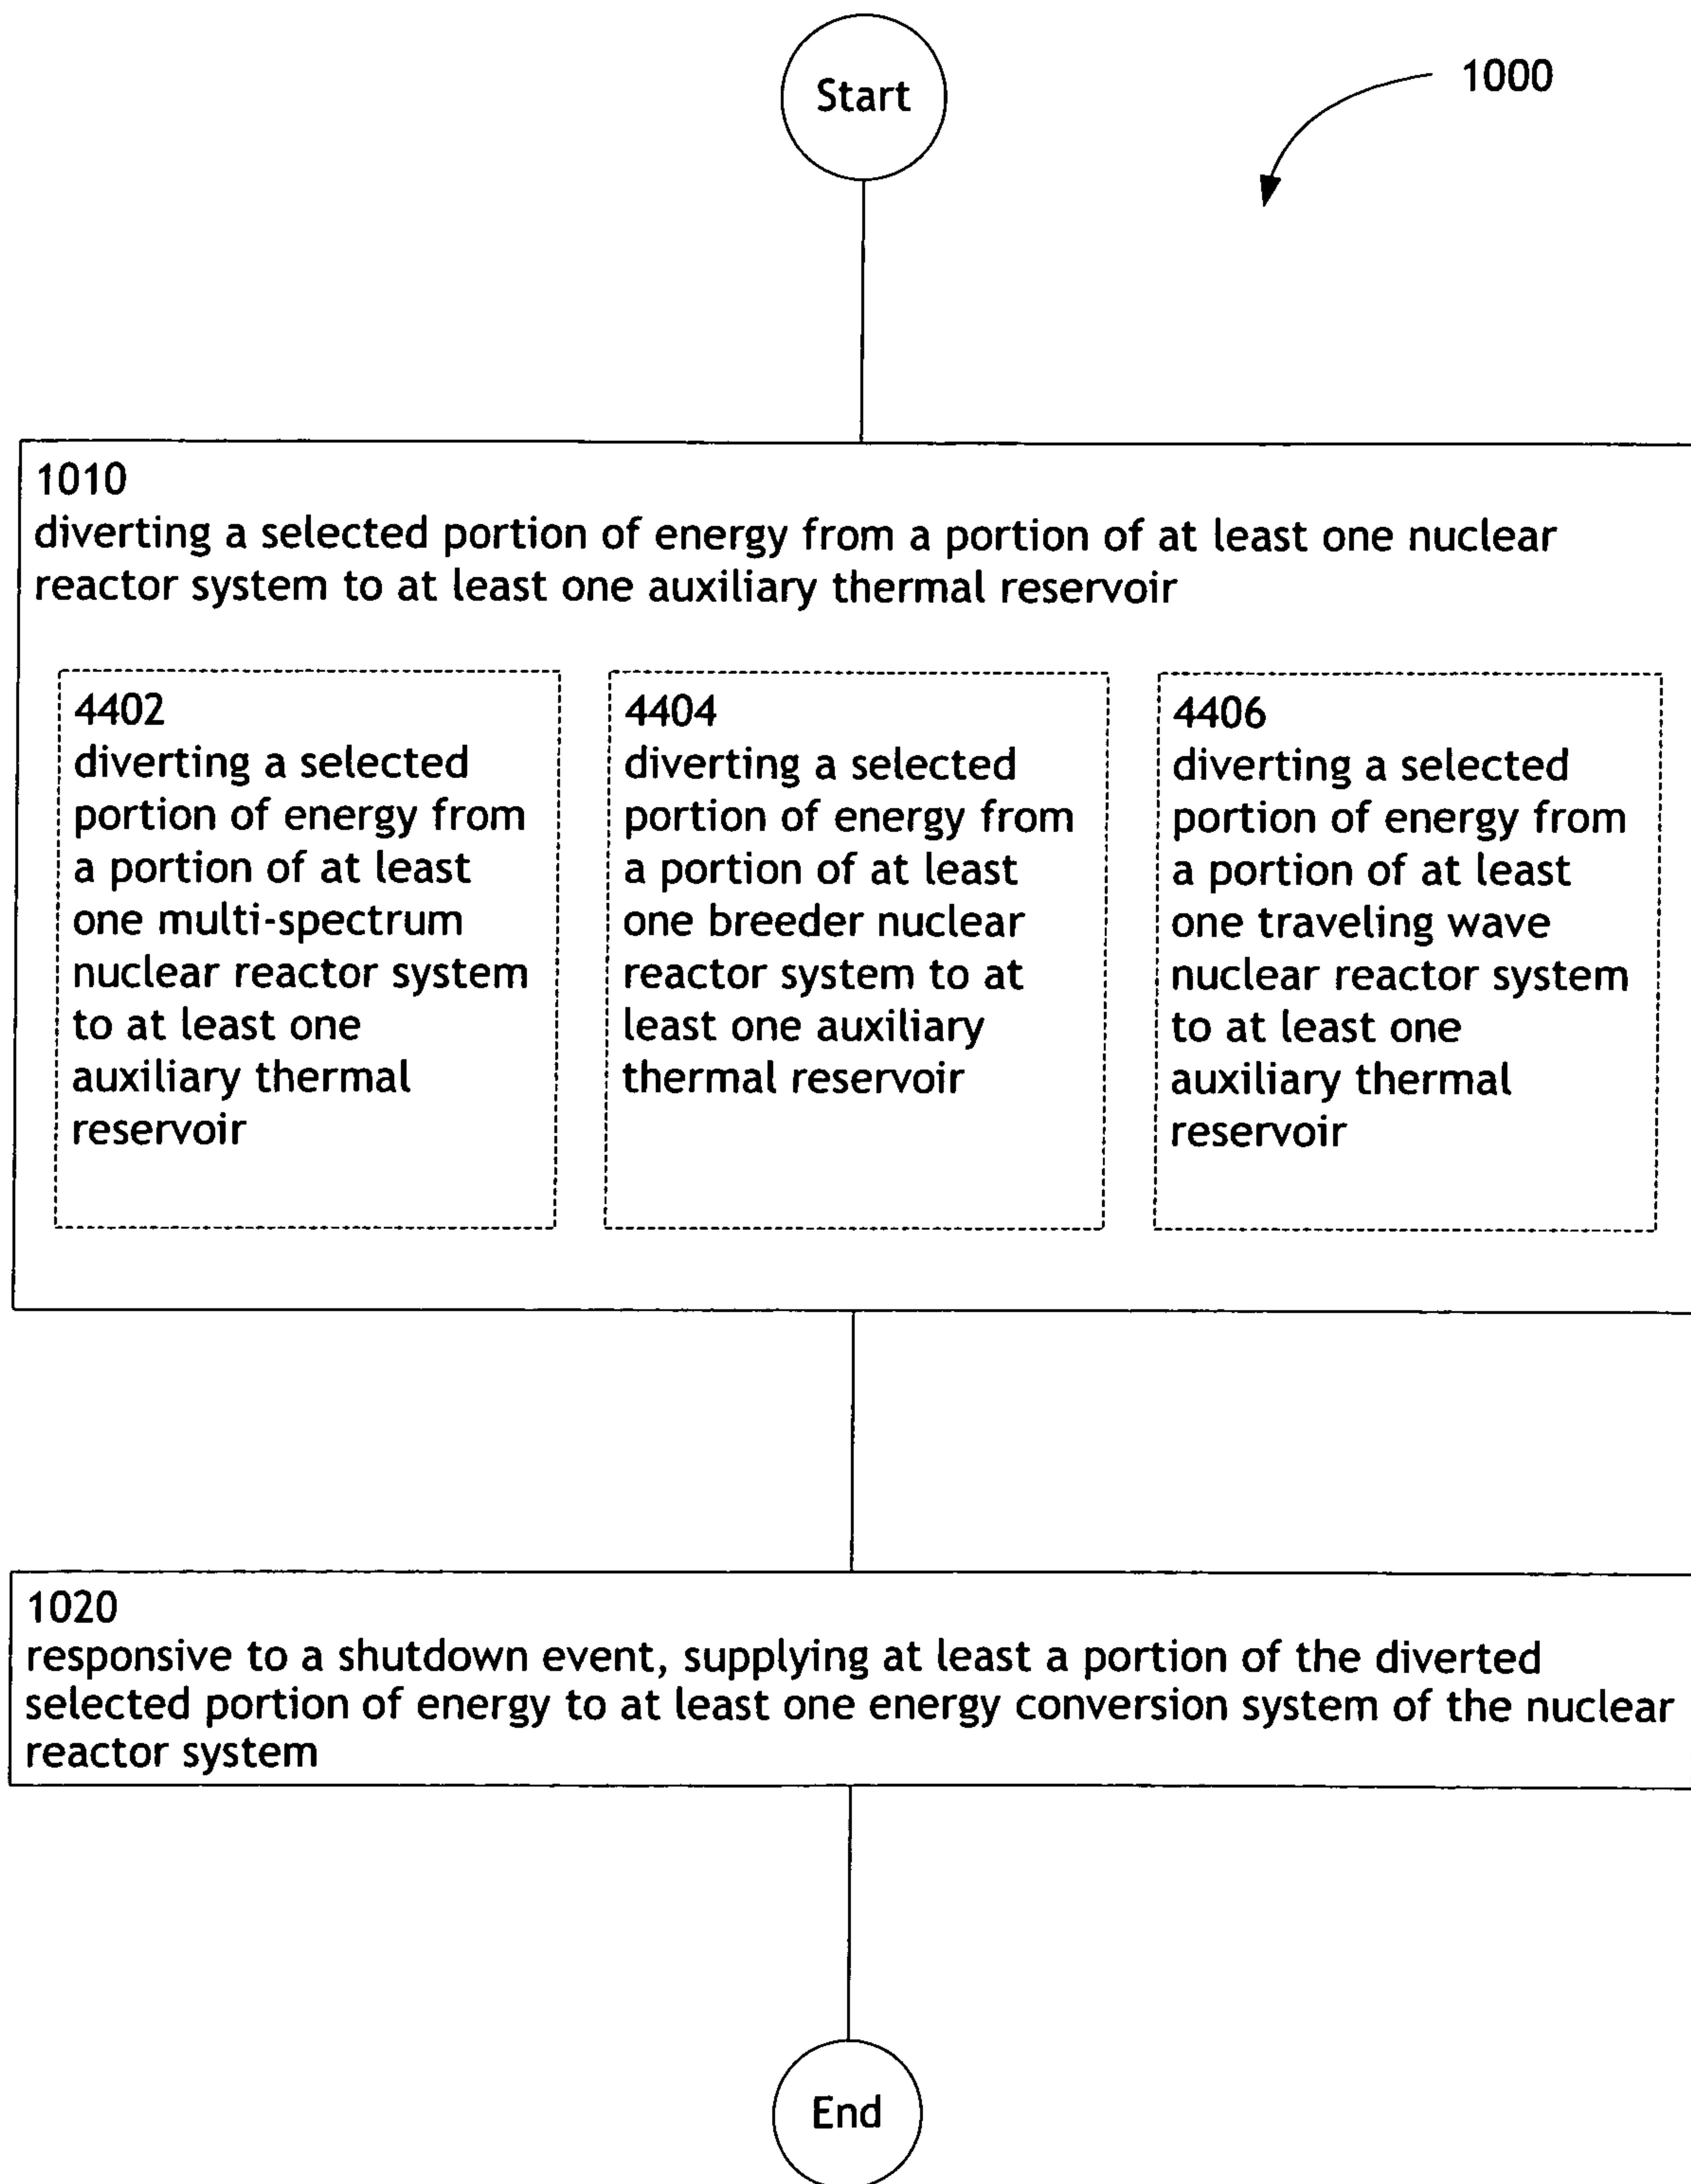 Start
1000
1010
diverting a selected portion of energy from a portion of at least one nuclear
reactor system to at least one auxiliary thermal reservoir
4402
diverting a selected
portion of energy from
a portion of at least
one multi-spectrum
nuclear reactor system
to at least one
auxiliary thermal
reservoir
4404
diverting a selected
portion of energy from
a portion of at least
one breeder nuclear
reactor system to at
least one auxiliary
thermal reservoir
4406
diverting a selected
portion of energy from
a portion of at least
one traveling wave
nuclear reactor system
to at least one
auxiliary thermal
reservoir
1020
responsive to a shutdown event, supplying at least a portion of the diverted
selected portion of energy to at least one energy conversion system of the nuclear
reactor system
End